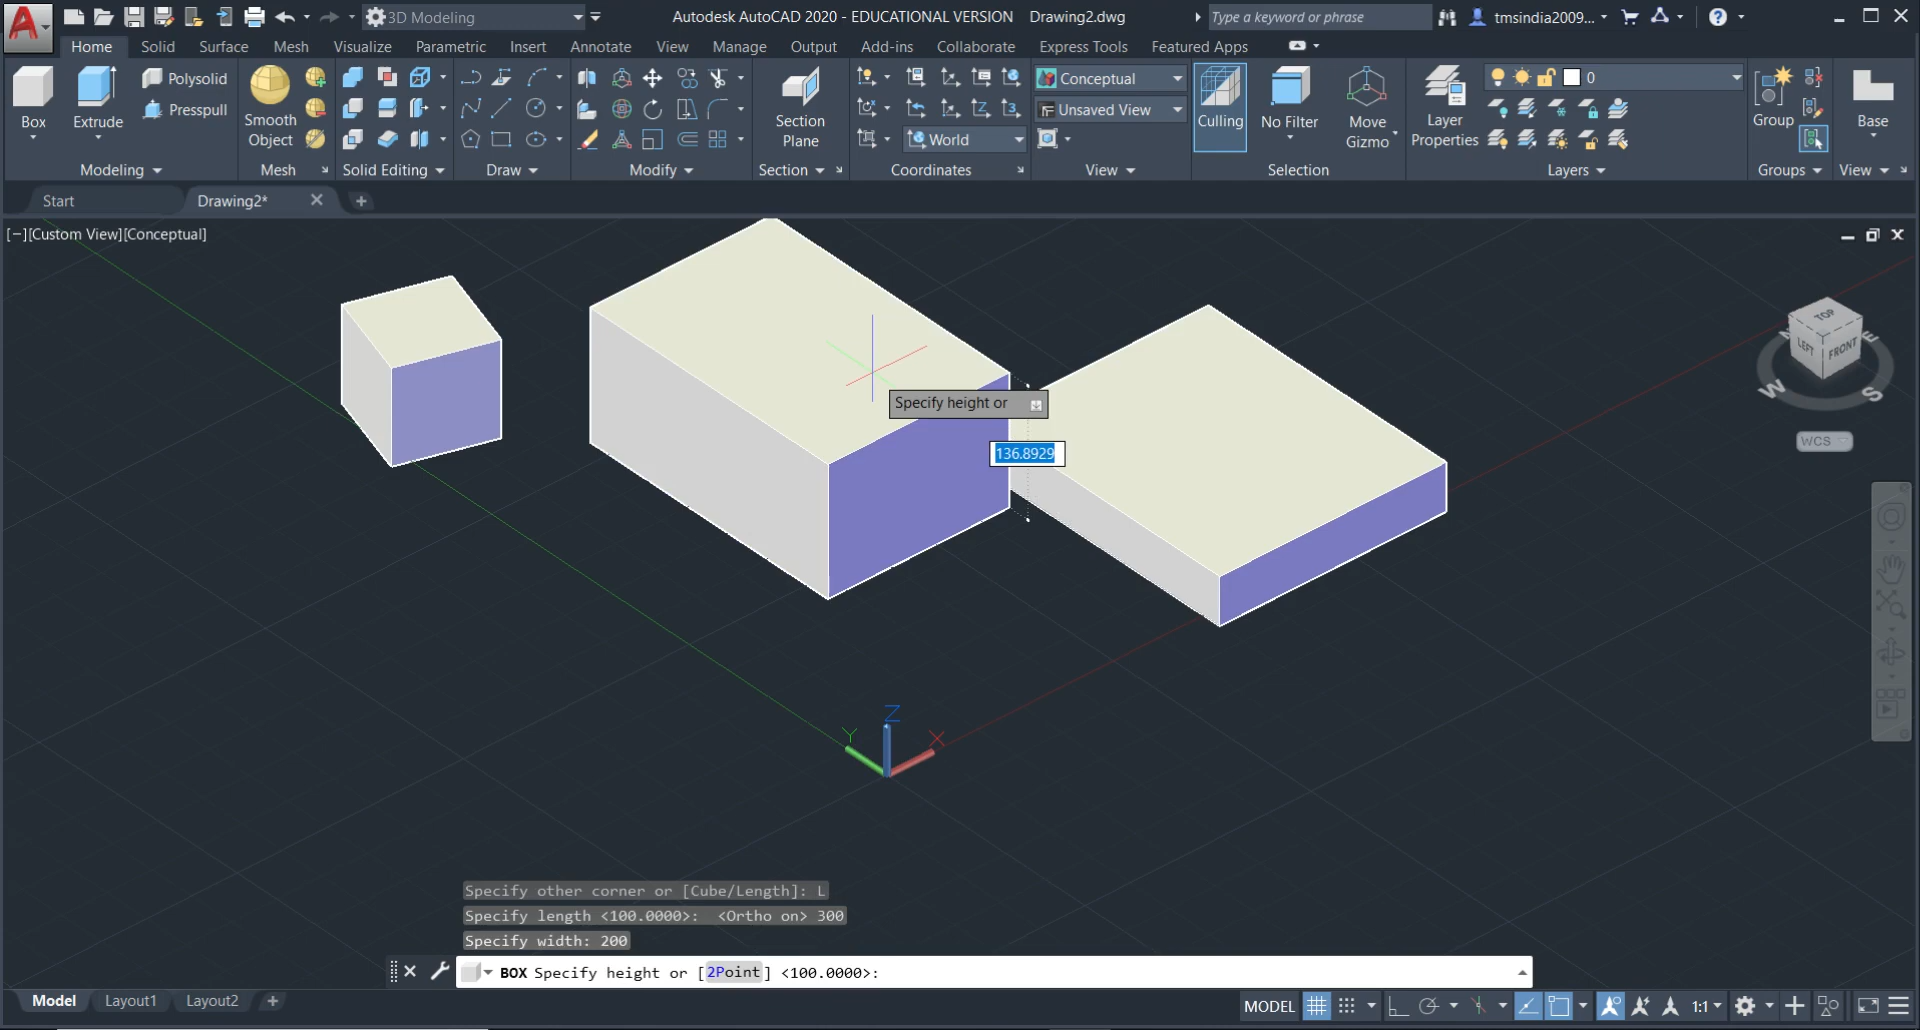 3D Modeling
Autodesk AutoCAD 2020 - EDUCATIONAL VERSION Drawing2.dwg
Type a keyword or phrase
tmsindia2009...
Home Solid Surface Mesh Visualize Parametric Insert Annotate View Manage Output Add-ins Collaborate Express Tools Featured Apps
Box
Extrude
Polysolid
Presspull
Smooth
Object
Section
Plane
World
Conceptual
Unsaved View
Culling
No Filter
Move
Gizmo
Layer
Properties
0
Group
Base
Modeling Mesh Solid Editing Draw Modify Section Coordinates View Selection Layers Groups View
Start Drawing2*
[−][Custom View][Conceptual]
TOP
LEFT FRONT
N E
W S
WCS
Specify height or
136.8929
Z
Y X
Specify other corner or [Cube/Length]: L
Specify length <100.0000>: <Ortho on> 300
Specify width: 200
BOX Specify height or [2Point] <100.0000>:
Model Layout1 Layout2
MODEL 1:1